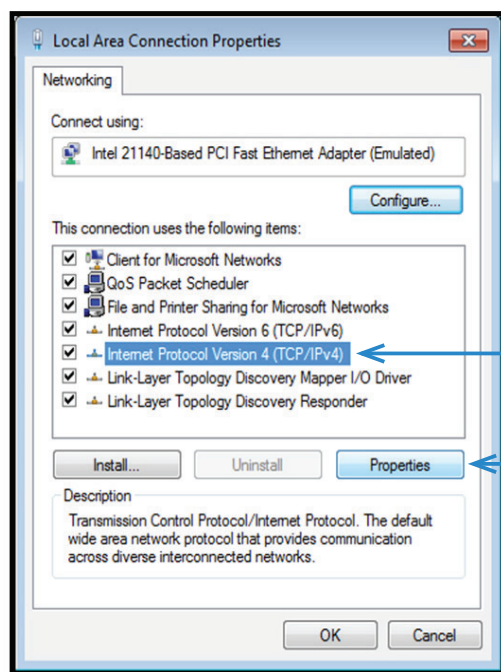 Local Area Connection Properties
Networking
Connect using:
Intel 21140-Based PCI Fast Ethernet Adapter (Emulated)
Configure...
This connection uses the following items:
Client for Microsoft Networks
QoS Packet Scheduler
File and Printer Sharing for Microsoft Networks
Internet Protocol Version 6 (TCP/IPv6)
Internet Protocol Version 4 (TCP/IPv4)
Link-Layer Topology Discovery Mapper I/O Driver
Link-Layer Topology Discovery Responder
Install... Uninstall Properties
Description
Transmission Control Protocol/Internet Protocol. The default
wide area network protocol that provides communication
across diverse interconnected networks.
OK Cancel